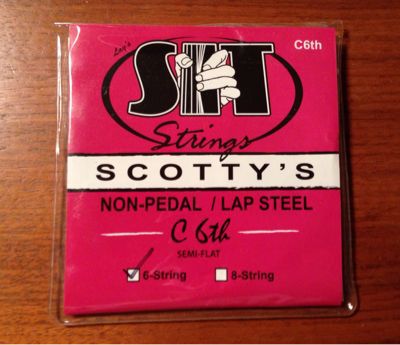 C6th
SIT
Strings
SCOTTY'S
NON-PEDAL / LAP STEEL
C 6th
SEMI-FLAT
6-String 8-String